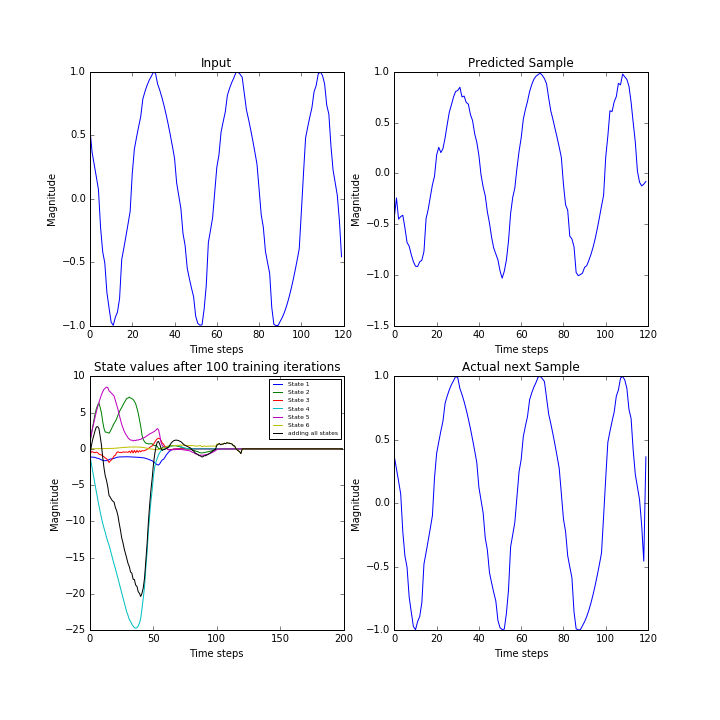 Input
Magnitude
1.0
0.5
0.0
−0.5
−1.0
0 20 40 60 80 100 120
Time steps
Predicted Sample
Magnitude
1.0
0.5
0.0
−0.5
−1.0
−1.5
0 20 40 60 80 100 120
Time steps
State values after 100 training iterations
Magnitude
10
5
0
−5
−10
−15
−20
−25
0 50 100 150 200
Time steps
State 1
State 2
State 3
State 4
State 5
State 6
adding all states
Actual next Sample
Magnitude
1.0
0.5
0.0
−0.5
−1.0
0 20 40 60 80 100 120
Time steps